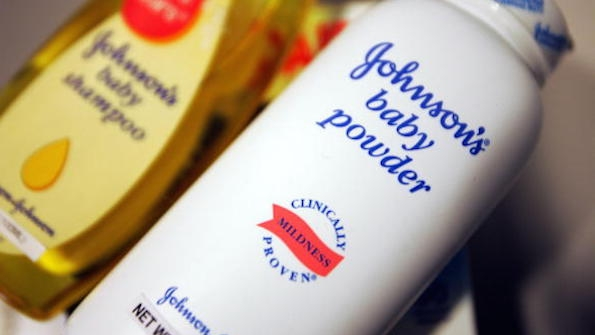 Johnson's
baby
shampoo
Johnson's®
baby
powder
CLINICALLY
MILDNESS
PROVEN®
Johnson
NET